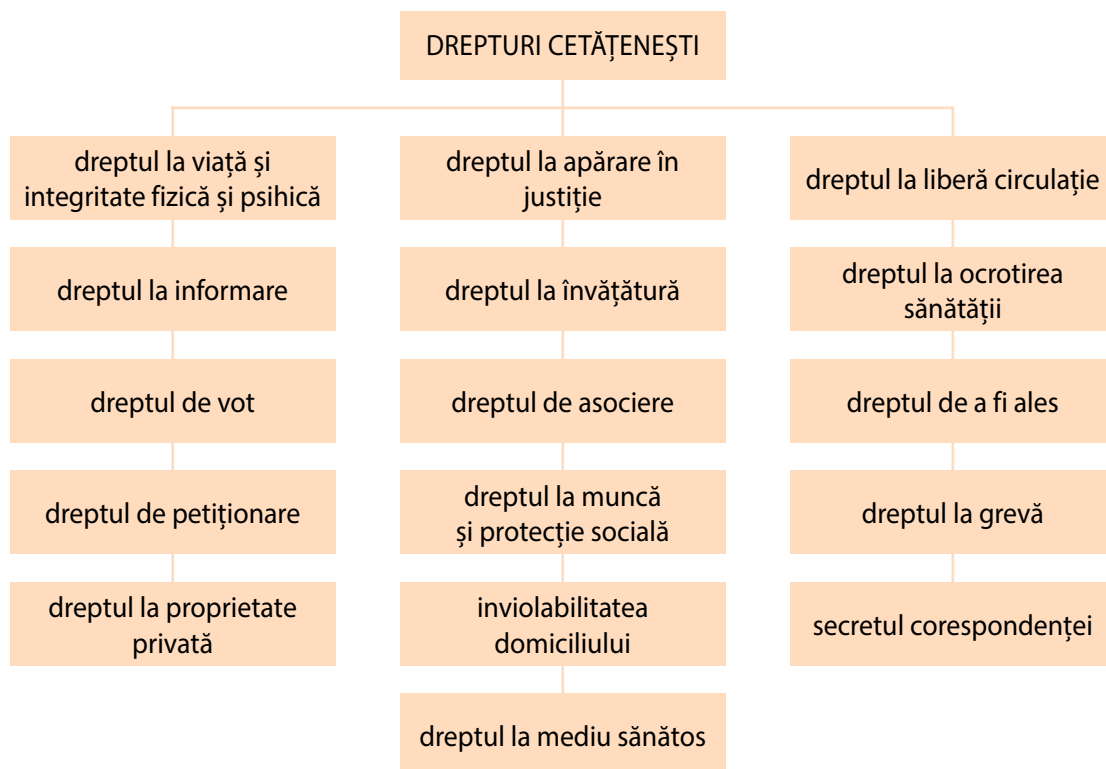 DREPTURI CETĂȚENEȘTI
dreptul la viață și
integritate fizică și psihică
dreptul la informare
dreptul de vot
dreptul de petiționare
dreptul la proprietate
privată
dreptul la apărare în
justiție
dreptul la învățătură
dreptul de asociere
dreptul la muncă
și protecție socială
inviolabilitatea
domiciliului
dreptul la mediu sănătos
dreptul la liberă circulație
dreptul la ocrotirea
sănătății
dreptul de a fi ales
dreptul la grevă
secretul corespondenței